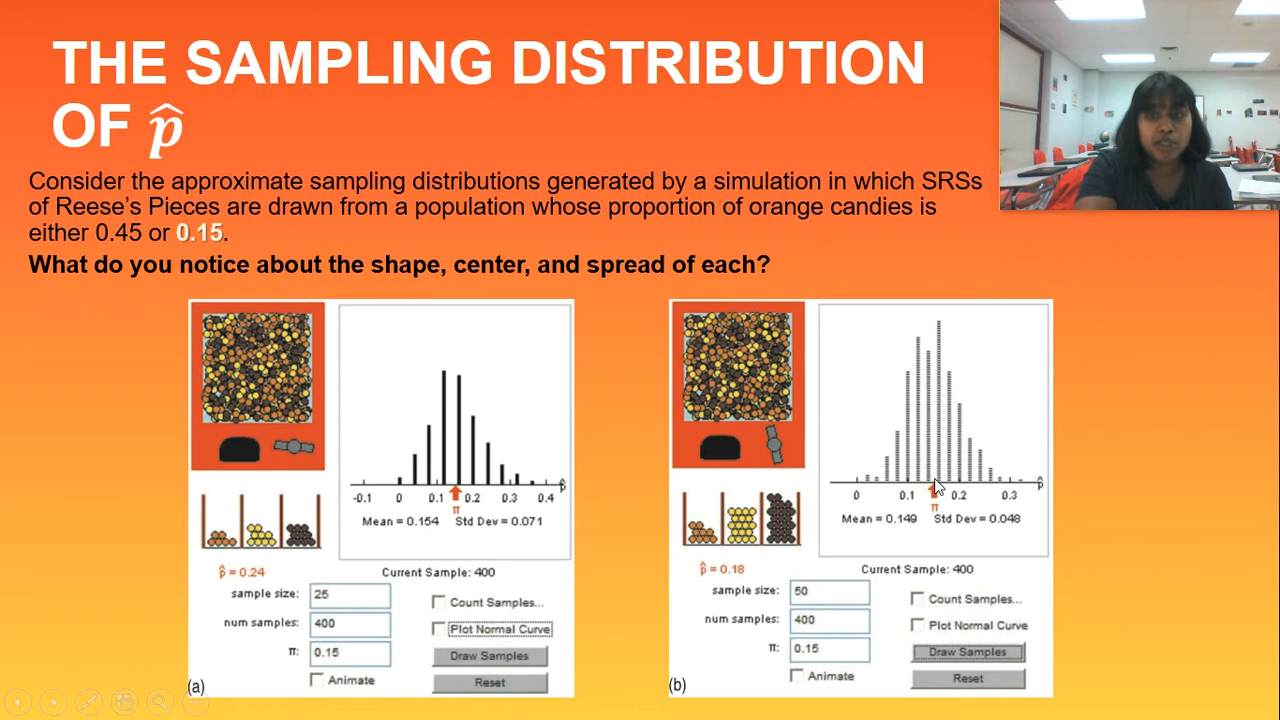 THE SAMPLING DISTRIBUTION
OF p̂
Consider the approximate sampling distributions generated by a simulation in which SRSs
of Reese's Pieces are drawn from a population whose proportion of orange candies is
either 0.45 or 0.15.
What do you notice about the shape, center, and spread of each?
-0.1 0 0.1 0.2 0.3 0.4 p̂
π
Mean = 0.154 Std Dev = 0.071
p̂ = 0.24
Current Sample: 400
sample size: 25
Count Samples...
num samples: 400
Plot Normal Curve
π: 0.15
Draw Samples
Animate
Reset
(a)
0 0.1 0.2 0.3 p̂
π
Mean = 0.149 Std Dev = 0.048
p̂ = 0.18
Current Sample: 400
sample size: 50
Count Samples...
num samples: 400
Plot Normal Curve
π: 0.15
Draw Samples
Animate
Reset
(b)